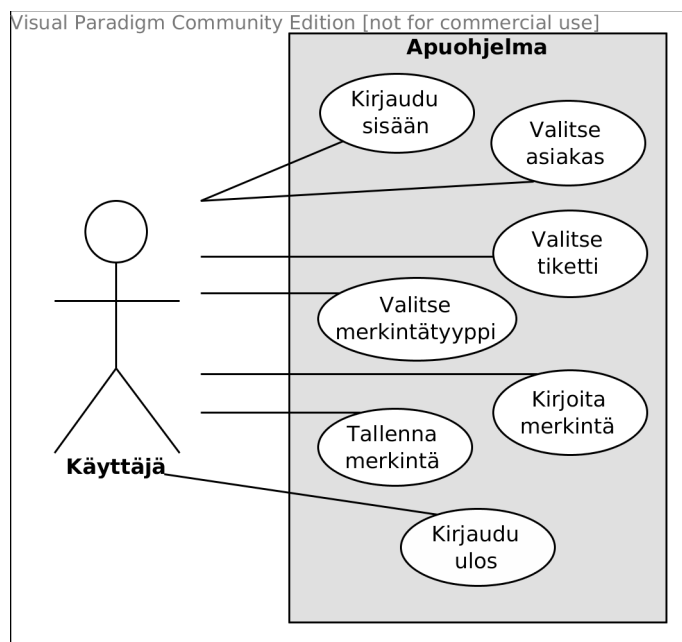 Visual Paradigm Community Edition [not for commercial use]
Apuohjelma
Kirjaudu
sisään
Valitse
asiakas
Valitse
tiketti
Valitse
merkintätyyppi
Kirjoita
merkintä
Tallenna
merkintä
Käyttäjä
Kirjaudu
ulos